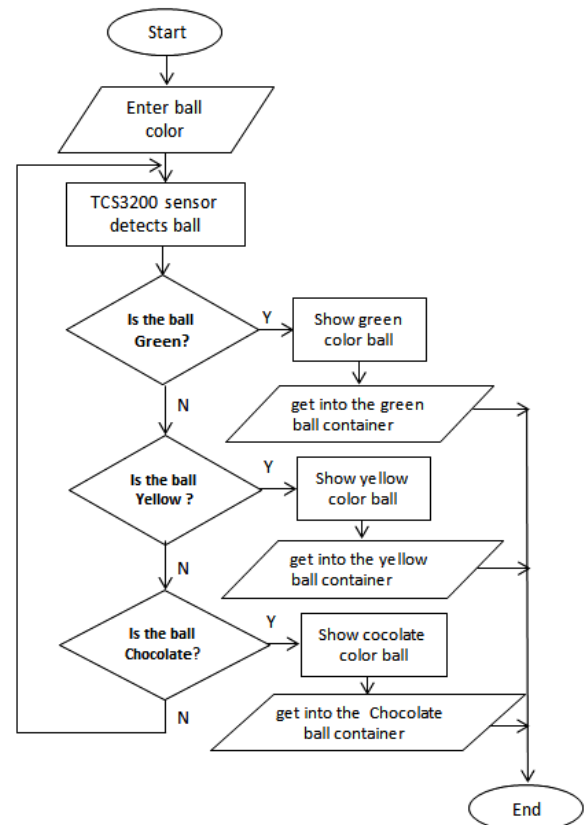 Start
Enter ball
color
TCS3200 sensor
detects ball
Is the ball
Green?
Y
Show green
color ball
get into the green
ball container
N
Is the ball
Yellow ?
Y
Show yellow
color ball
get into the yellow
ball container
N
Is the ball
Chocolate?
Y
Show cocolate
color ball
get into the Chocolate
ball container
N
End